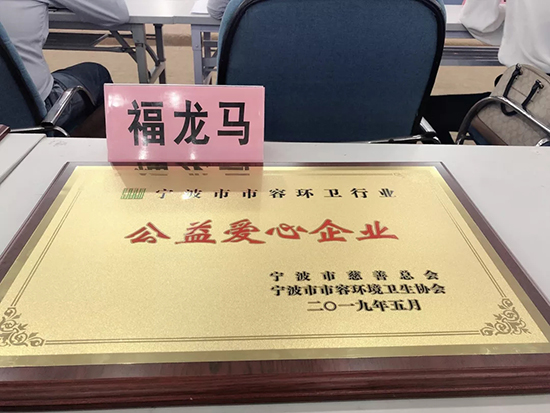 福龙马
宁波市市容环卫行业
公益爱心企业
宁波市慈善总会
宁波市市容环境卫生协会
二〇一九年五月